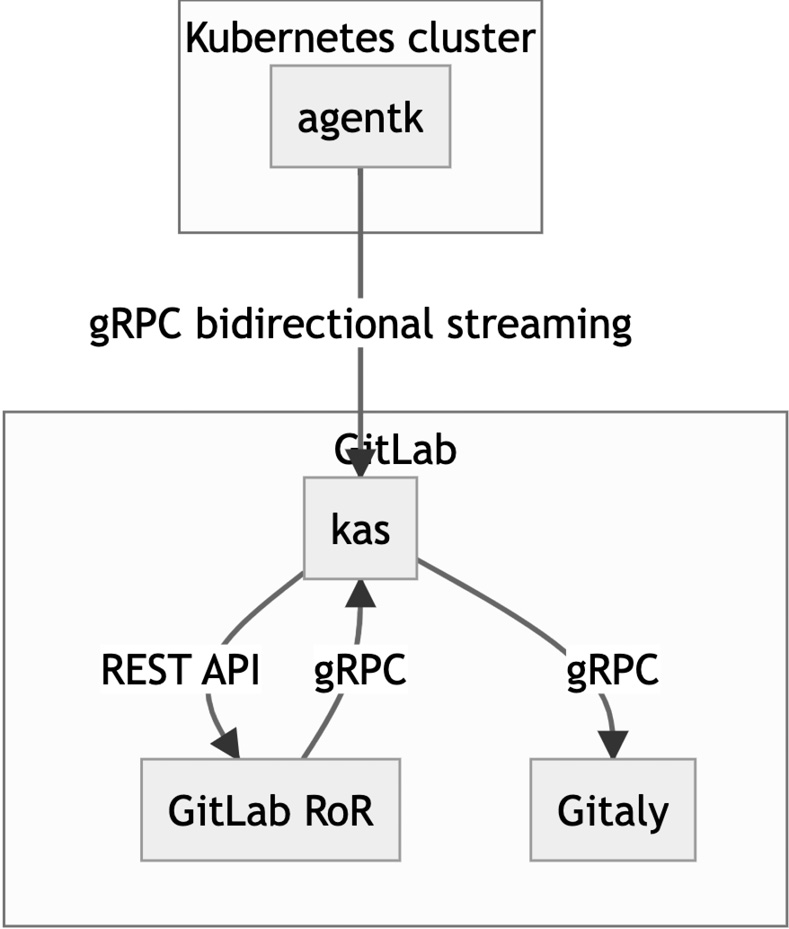 Kubernetes cluster
agentk
gRPC bidirectional streaming
GitLab
kas
REST API
gRPC
gRPC
GitLab RoR
Gitaly